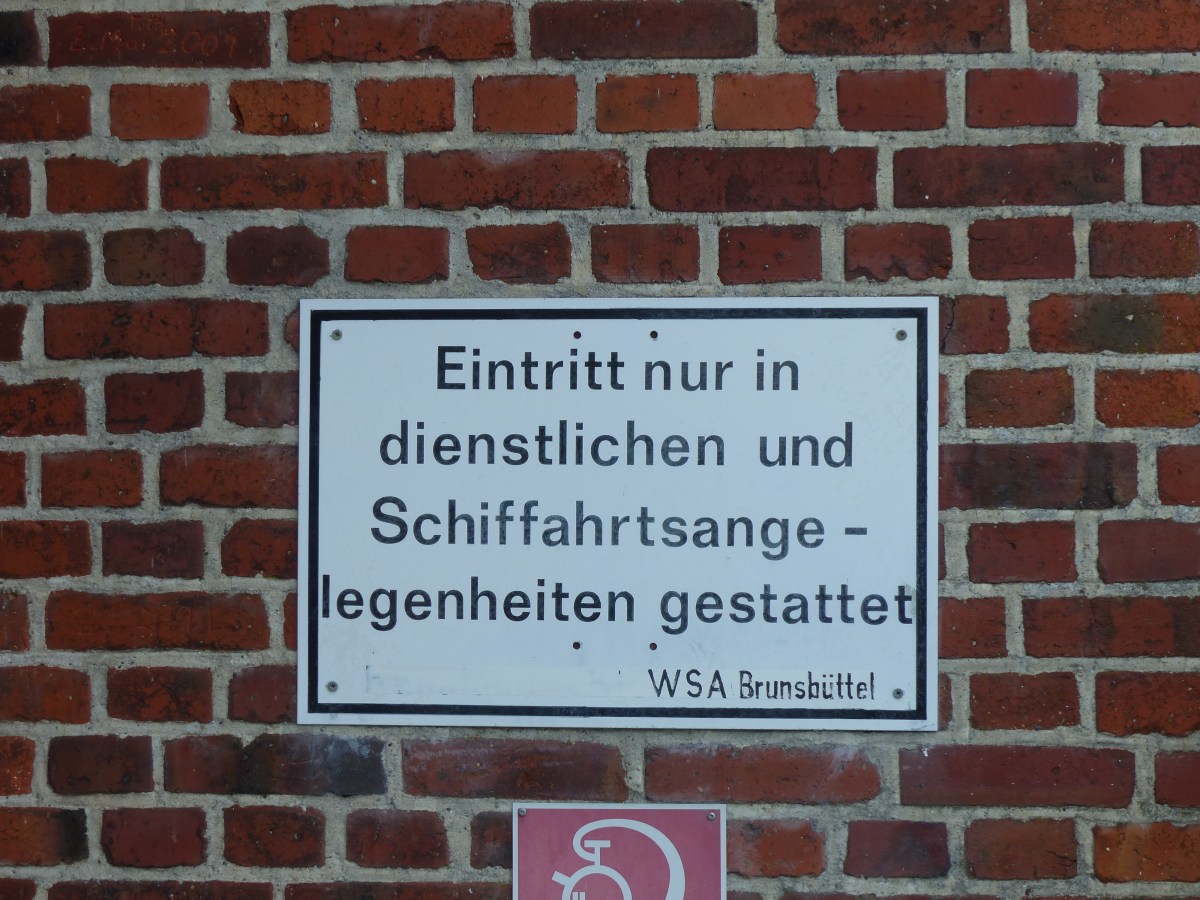 Eintritt nur in
dienstlichen und
Schiffahrtsange-
legenheiten gestattet
WSA Brunsbüttel